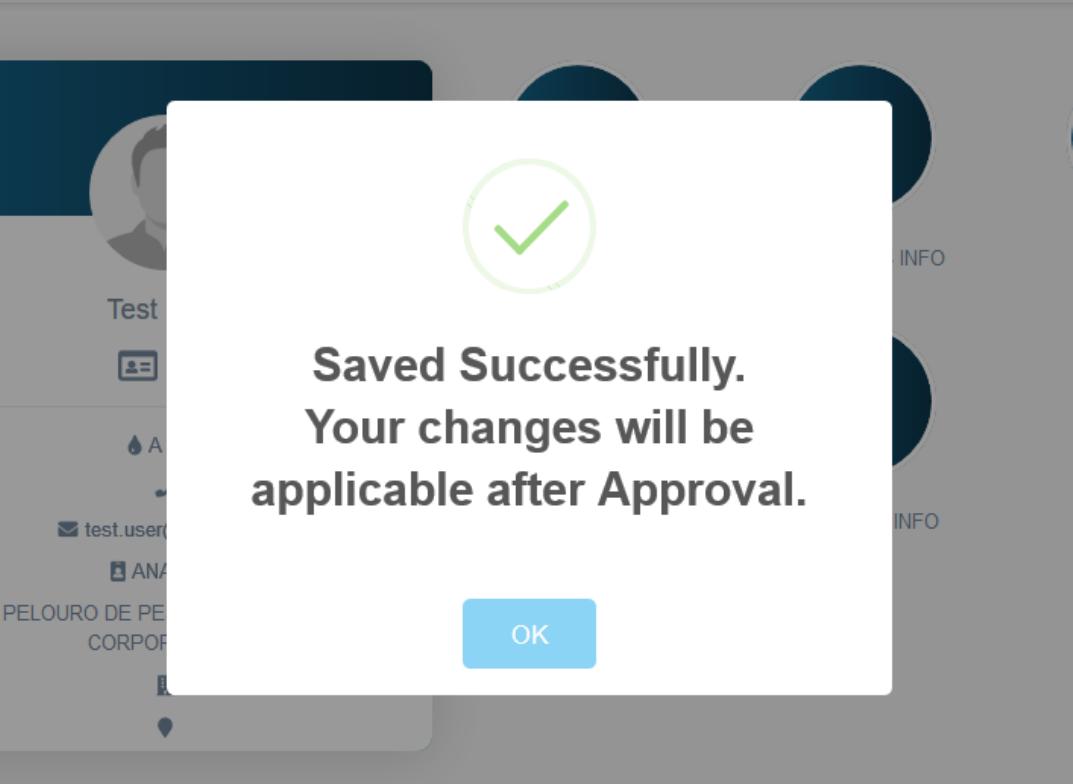 Saved Successfully.
Your changes will be
applicable after Approval.
OK
Test
A
test.user(
ANA
PELOURO DE PE
CORPOR
INFO
INFO